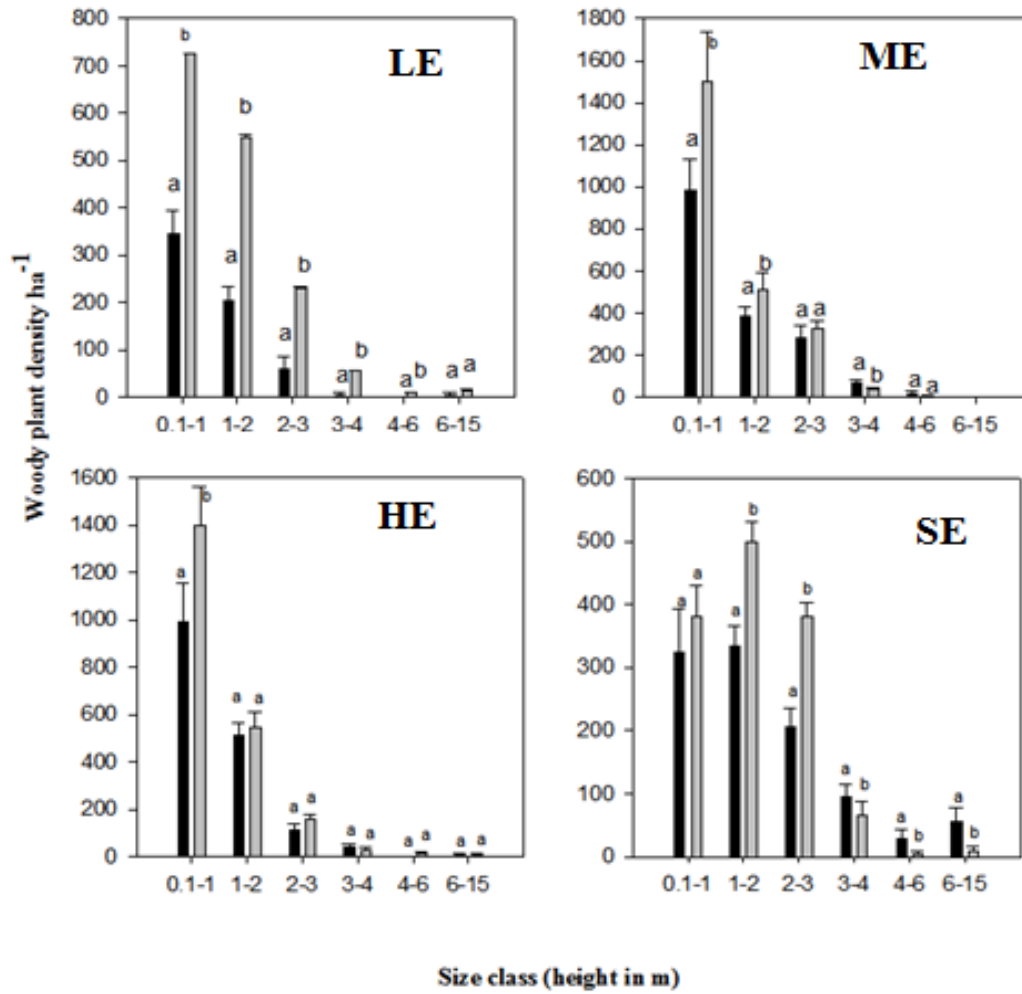 Woody plant density ha-1
LE
800
700
600
500
400
300
200
100
0
a b
a b
a b
a b
a b
a a
0.1-1 1-2 2-3 3-4 4-6 6-15
ME
1800
1600
1400
1200
1000
800
600
400
200
0
a b
a b
a a
a b
a a
0.1-1 1-2 2-3 3-4 4-6 6-15
HE
1600
1400
1200
1000
800
600
400
200
0
a b
a a
a a
a a
a a
a a
0.1-1 1-2 2-3 3-4 4-6 6-15
SE
600
500
400
300
200
100
0
a a
a b
a b
a b
a b
a b
0.1-1 1-2 2-3 3-4 4-6 6-15
Size class (height in m)